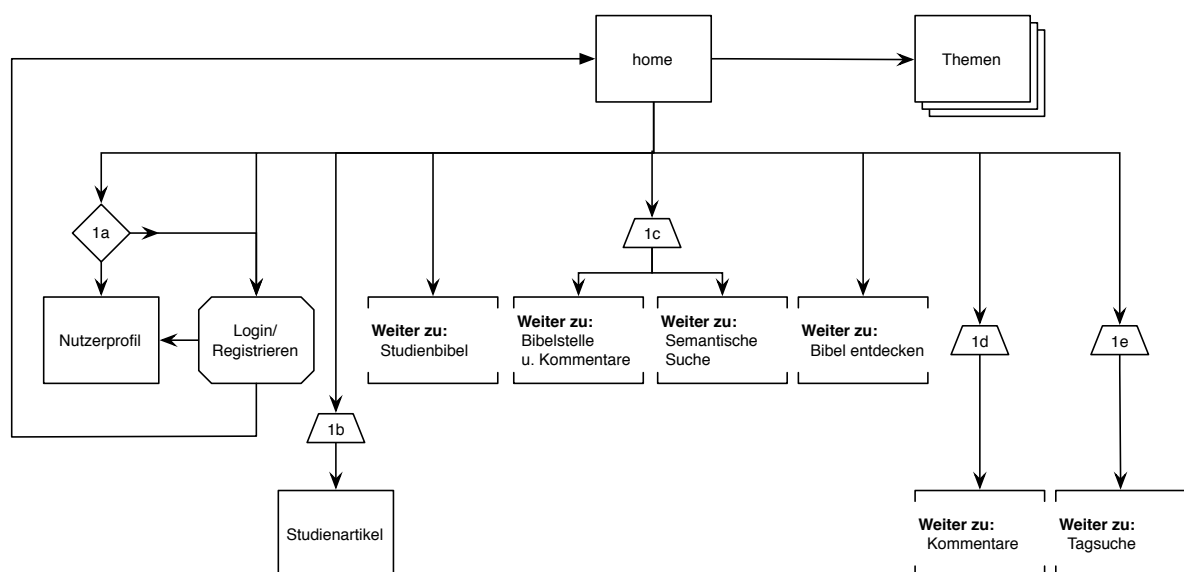 home
Themen
1a
1c
Nutzerprofil
Login/
Registrieren
Weiter zu:
Studienbibel
Weiter zu:
Bibelstelle
u. Kommentare
Weiter zu:
Semantische
Suche
Weiter zu:
Bibel entdecken
1d
1e
1b
Studienartikel
Weiter zu:
Kommentare
Weiter zu:
Tagsuche